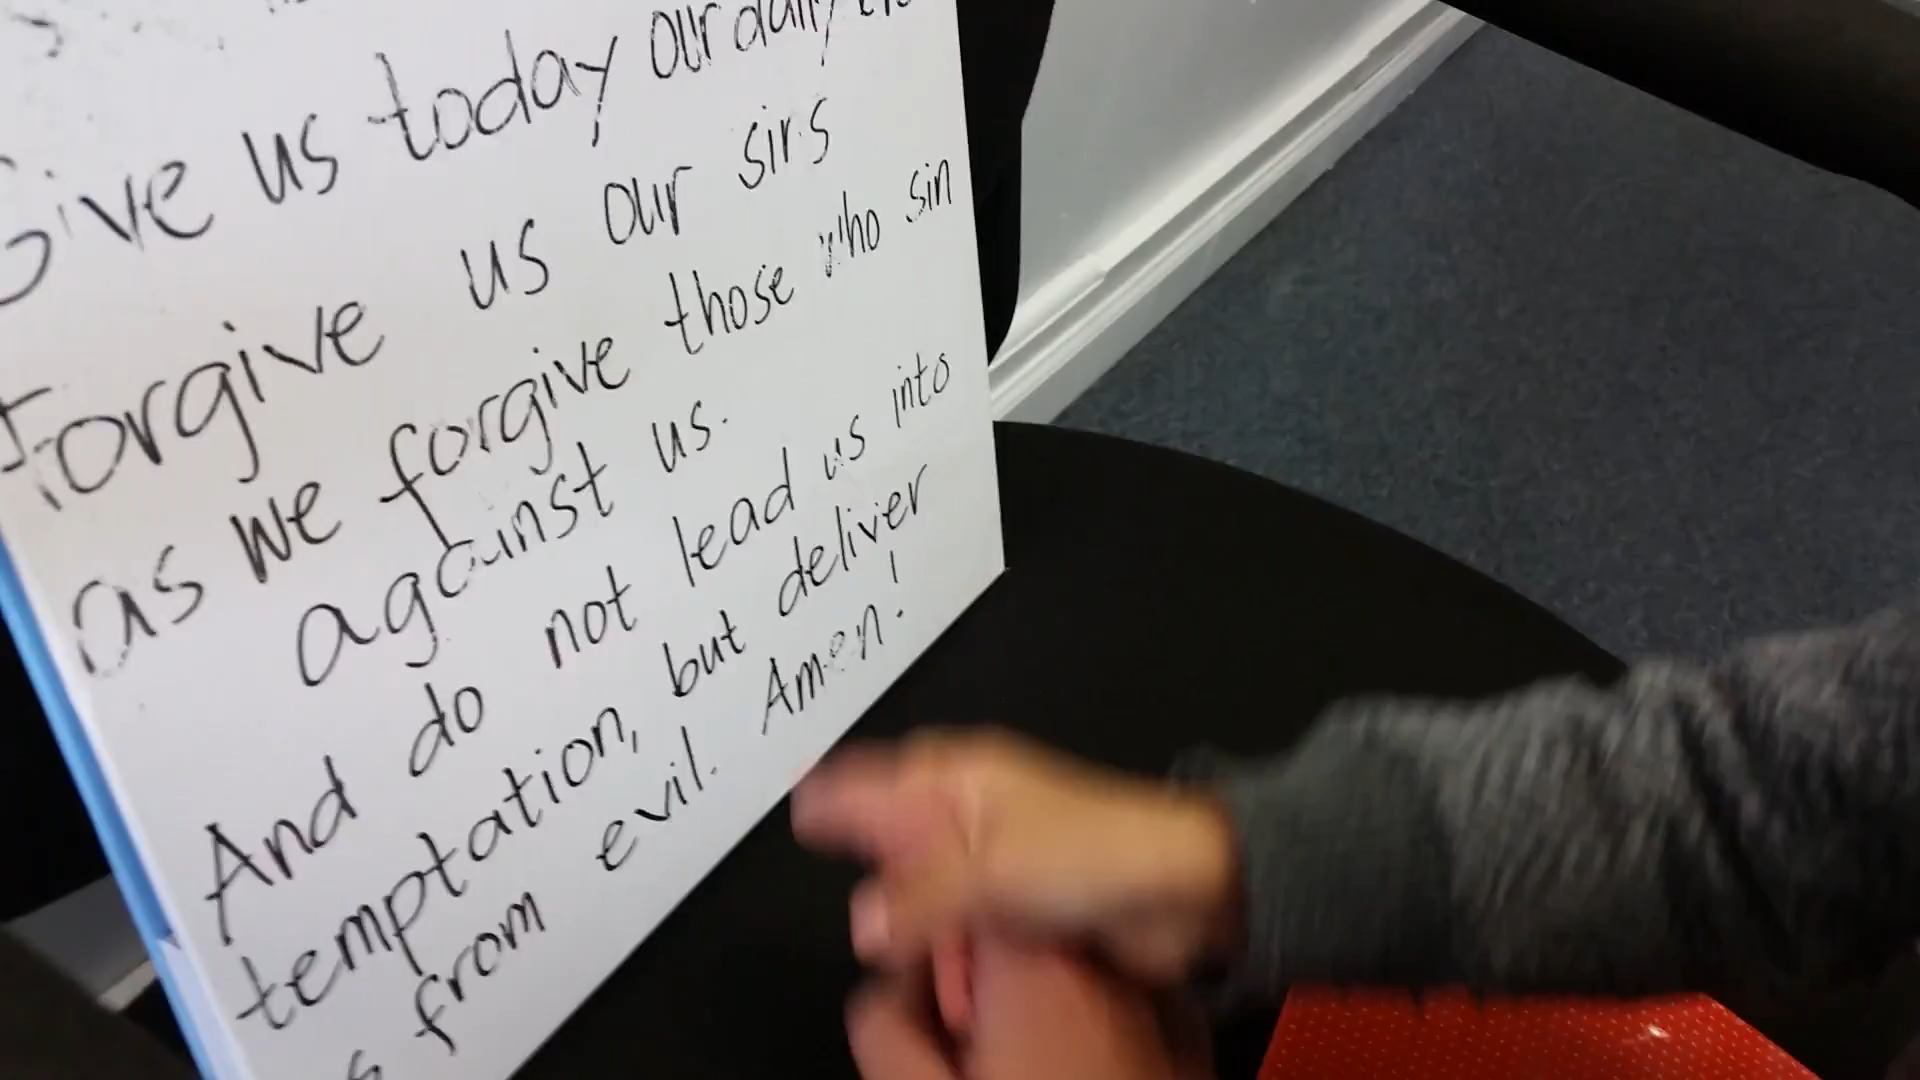 Give us today our daily
Forgive us our sins
as we forgive those who sin
against us.
And do not lead us into
temptation, but deliver
from evil. Amen!